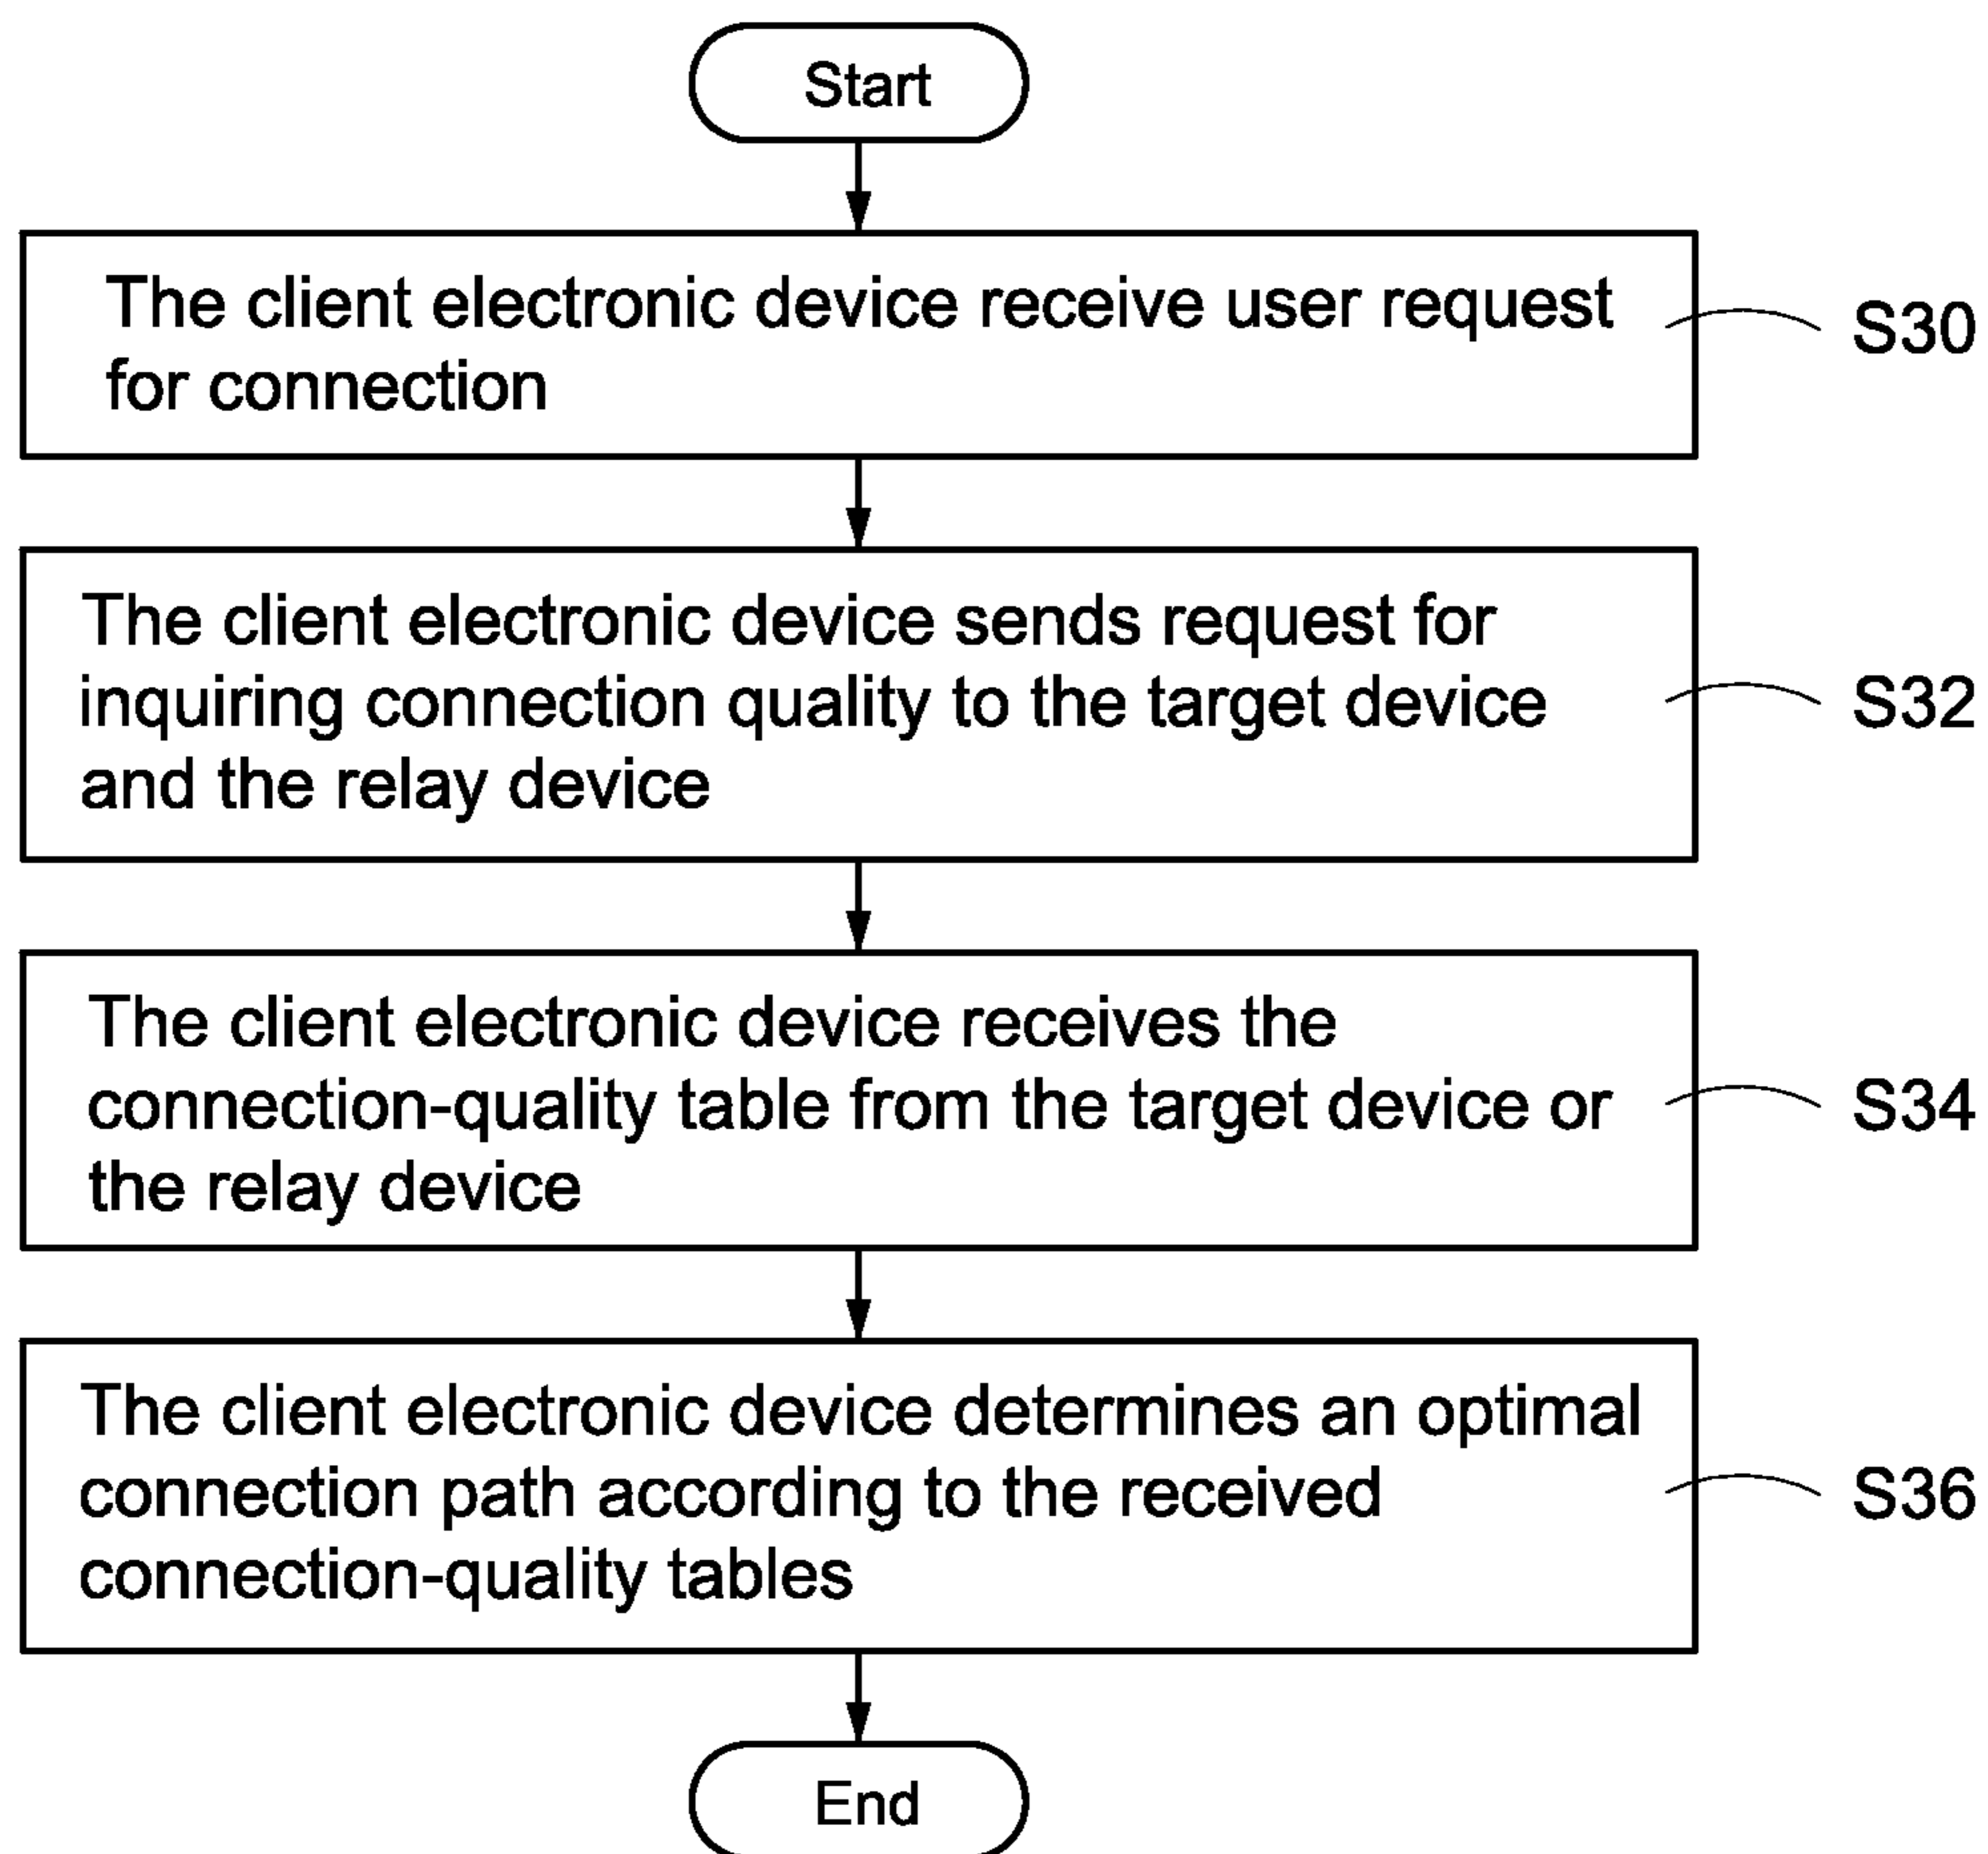 Start
The client electronic device receive user request
for connection
S30
The client electronic device sends request for
inquiring connection quality to the target device
and the relay device
S32
The client electronic device receives the
connection-quality table from the target device or
the relay device
S34
The client electronic device determines an optimal
connection path according to the received
connection-quality tables
S36
End